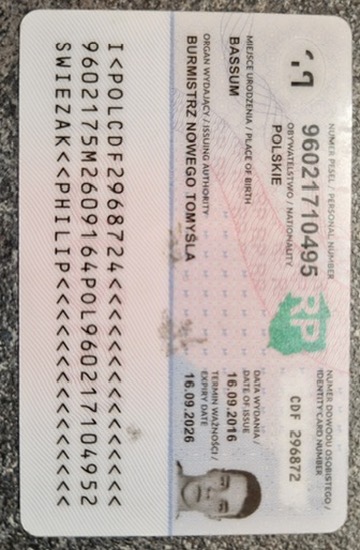 NUMER PESEL / PERSONAL NUMBER
96021710495
OBYWATELSTWO / NATIONALITY
POLSKIE
MIEJSCE URODZENIA / PLACE OF BIRTH
BASSUM
ORGAN WYDAJĄCY / ISSUING AUTHORITY
BURMISTRZ NOWEGO TOMYŚLA
RP
NUMER DOWODU OSOBISTEGO /
IDENTITY CARD NUMBER
CDF 296872
DATA WYDANIA /
DATE OF ISSUE
16.09.2016
TERMIN WAŻNOŚCI /
EXPIRY DATE
16.09.2026
I<POLCDF2968724<<<<<<<<<<<<<<<
9602175M2609164POL960217104952
SWIEZAK<<PHILIP<<<<<<<<<<<<<<<